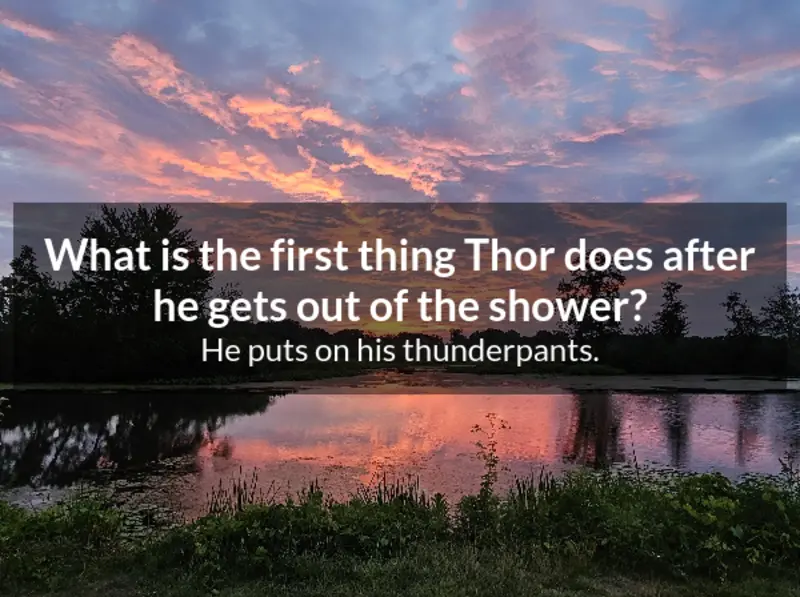 What is the first thing Thor does after
he gets out of the shower?
He puts on his thunderpants.